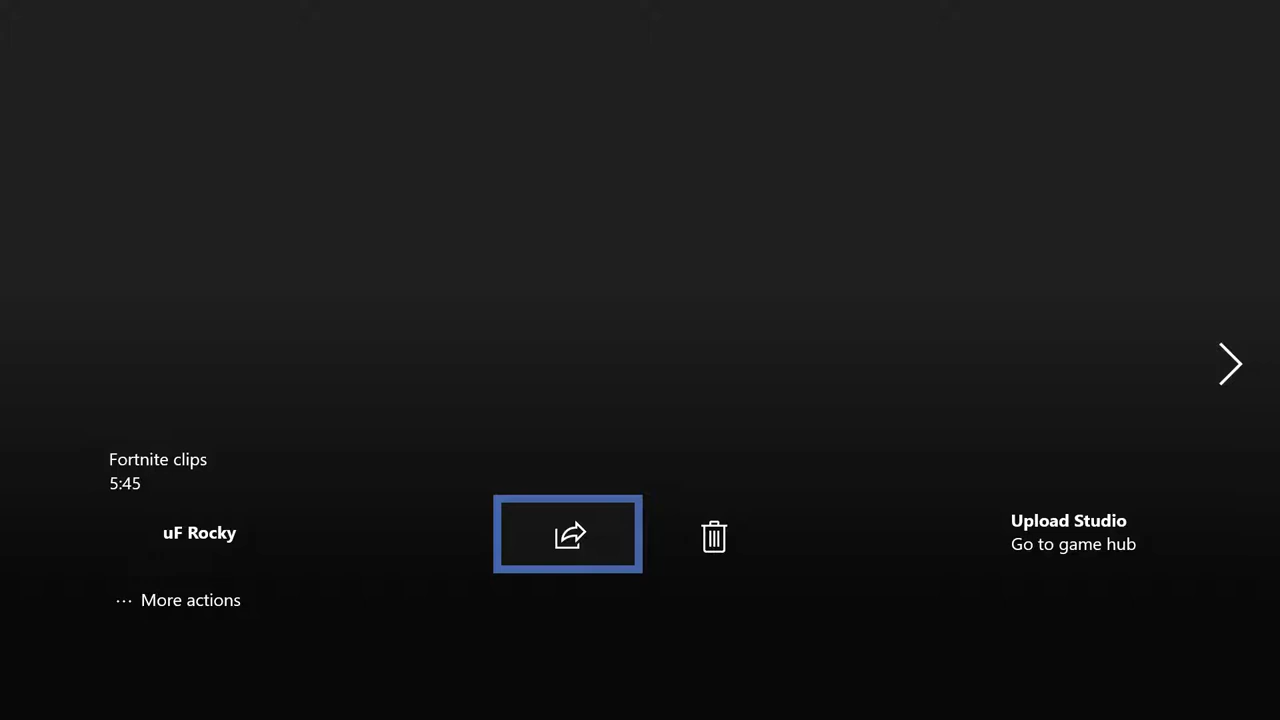 Fortnite clips
5:45
uF Rocky
Upload Studio
Go to game hub
··· More actions